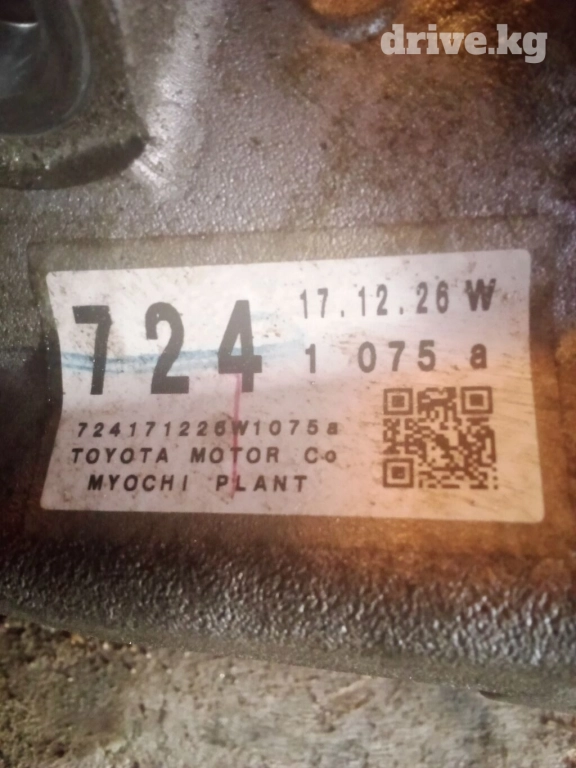 drive.kg
724 17.12.26 W
1 075 a
724171226W1075a
TOYOTA MOTOR Co
MYOCHI PLANT